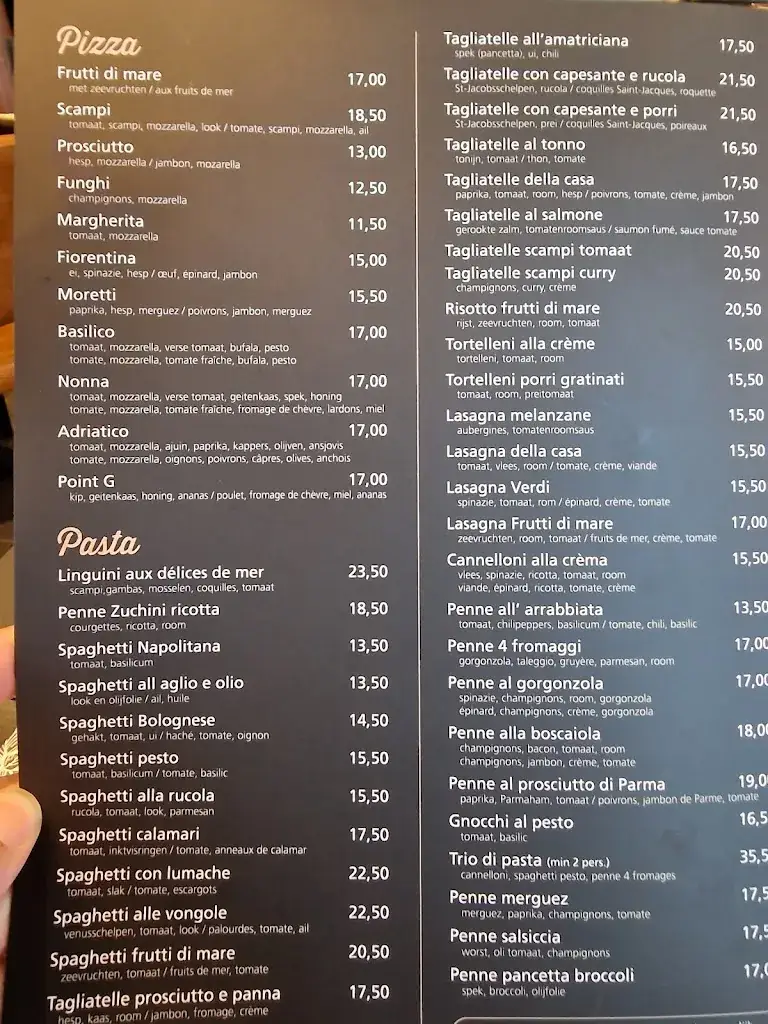 Pizza
Frutti di mare 17,00
met zeevruchten / aux fruits de mer
Scampi 18,50
tomaat, scampi, mozzarella, look / tomate, scampi, mozzarella, ail
Prosciutto 13,00
hesp, mozzarella / jambon, mozarella
Funghi 12,50
champignons, mozzarella
Margherita 11,50
tomaat, mozzarella
Fiorentina 15,00
ei, spinazie, hesp / œuf, épinard, jambon
Moretti 15,50
paprika, hesp, merguez / poivrons, jambon, merguez
Basilico 17,00
tomaat, mozzarella, verse tomaat, bufala, pesto
tomate, mozzarella, tomate fraîche, bufala, pesto
Nonna 17,00
tomaat, mozzarella, verse tomaat, geitenkaas, spek, honing
tomate, mozzarella, tomate fraîche, fromage de chèvre, lardons, miel
Adriatico 17,00
tomaat, mozzarella, ajuin, paprika, kappers, olijven, ansjovis
tomate, mozzarella, oignons, poivrons, câpres, olives, anchois
Point G 17,00
kip, geitenkaas, honing, ananas / poulet, fromage de chèvre, miel, ananas
Pasta
Linguini aux délices de mer 23,50
scampi,gambas, mosselen, coquilles, tomaat
Penne Zuchini ricotta 18,50
courgettes, ricotta, room
Spaghetti Napolitana 13,50
tomaat, basilicum
Spaghetti all aglio e olio 13,50
look en olijfolie / ail, huile
Spaghetti Bolognese 14,50
gehakt, tomaat, ui / haché, tomate, oignon
Spaghetti pesto 15,50
tomaat, basilicum / tomate, basilic
Spaghetti alla rucola 15,50
rucola, tomaat, look, parmesan
Spaghetti calamari 17,50
tomaat, inktvisringen / tomate, anneaux de calamar
Spaghetti con lumache 22,50
tomaat, slak / tomate, escargots
Spaghetti alle vongole 22,50
venusschelpen, tomaat, look / palourdes, tomate, ail
Spaghetti frutti di mare 20,50
zeevruchten, tomaat / fruits de mer, tomate
Tagliatelle prosciutto e panna 17,50
hesp, kaas, room / jambon, fromage, crème
Tagliatelle all'amatriciana 17,50
spek (pancetta), ui, chili
Tagliatelle con capesante e rucola 21,50
St-Jacobsschelpen, rucola / coquilles Saint-Jacques, roquette
Tagliatelle con capesante e porri 21,50
St-Jacobsschelpen, prei / coquilles Saint-Jacques, poireaux
Tagliatelle al tonno 16,50
tonijn, tomaat / thon, tomate
Tagliatelle della casa 17,50
paprika, tomaat, room, hesp / poivrons, tomate, crème, jambon
Tagliatelle al salmone 17,50
gerookte zalm, tomatenroomsaus / saumon fumé, sauce tomate
Tagliatelle scampi tomaat 20,50
Tagliatelle scampi curry 20,50
champignons, curry, crème
Risotto frutti di mare 20,50
rijst, zeevruchten, room, tomaat
Tortelleni alla crème 15,00
tortelleni, tomaat, room
Tortelleni porri gratinati 15,50
tomaat, room, preitomaat
Lasagna melanzane 15,50
aubergines, tomatenroomsaus
Lasagna della casa 15,50
tomaat, vlees, room / tomate, crème, viande
Lasagna Verdi 15,50
spinazie, tomaat, rom / épinard, crème, tomate
Lasagna Frutti di mare 17,00
zeevruchten, room, tomaat / fruits de mer, crème, tomate
Cannelloni alla crèma 15,50
vlees, spinazie, ricotta, tomaat, room
viande, épinard, ricotta, tomate, crème
Penne all' arrabbiata 13,50
tomaat, chilipeppers, basilicum / tomate, chili, basilic
Penne 4 fromaggi 17,00
gorgonzola, taleggio, gruyère, parmesan, room
Penne al gorgonzola 17,00
spinazie, champignons, room, gorgonzola
épinard, champignons, crème, gorgonzola
Penne alla boscaiola 18,00
champignons, bacon, tomaat, room
champignons, jambon, crème, tomate
Penne al prosciutto di Parma 19,0
paprika, Parmaham, tomaat / poivrons, jambon de Parme, tomate
Gnocchi al pesto 16,5
tomaat, basilic
Trio di pasta (min 2 pers.) 35,5
cannelloni, spaghetti pesto, penne 4 fromages
Penne merguez 17,5
merguez, paprika, champignons, tomate
Penne salsiccia 17,5
worst, oli tomaat, champignons
Penne pancetta broccoli 17,0
spek, broccoli, olijfolie